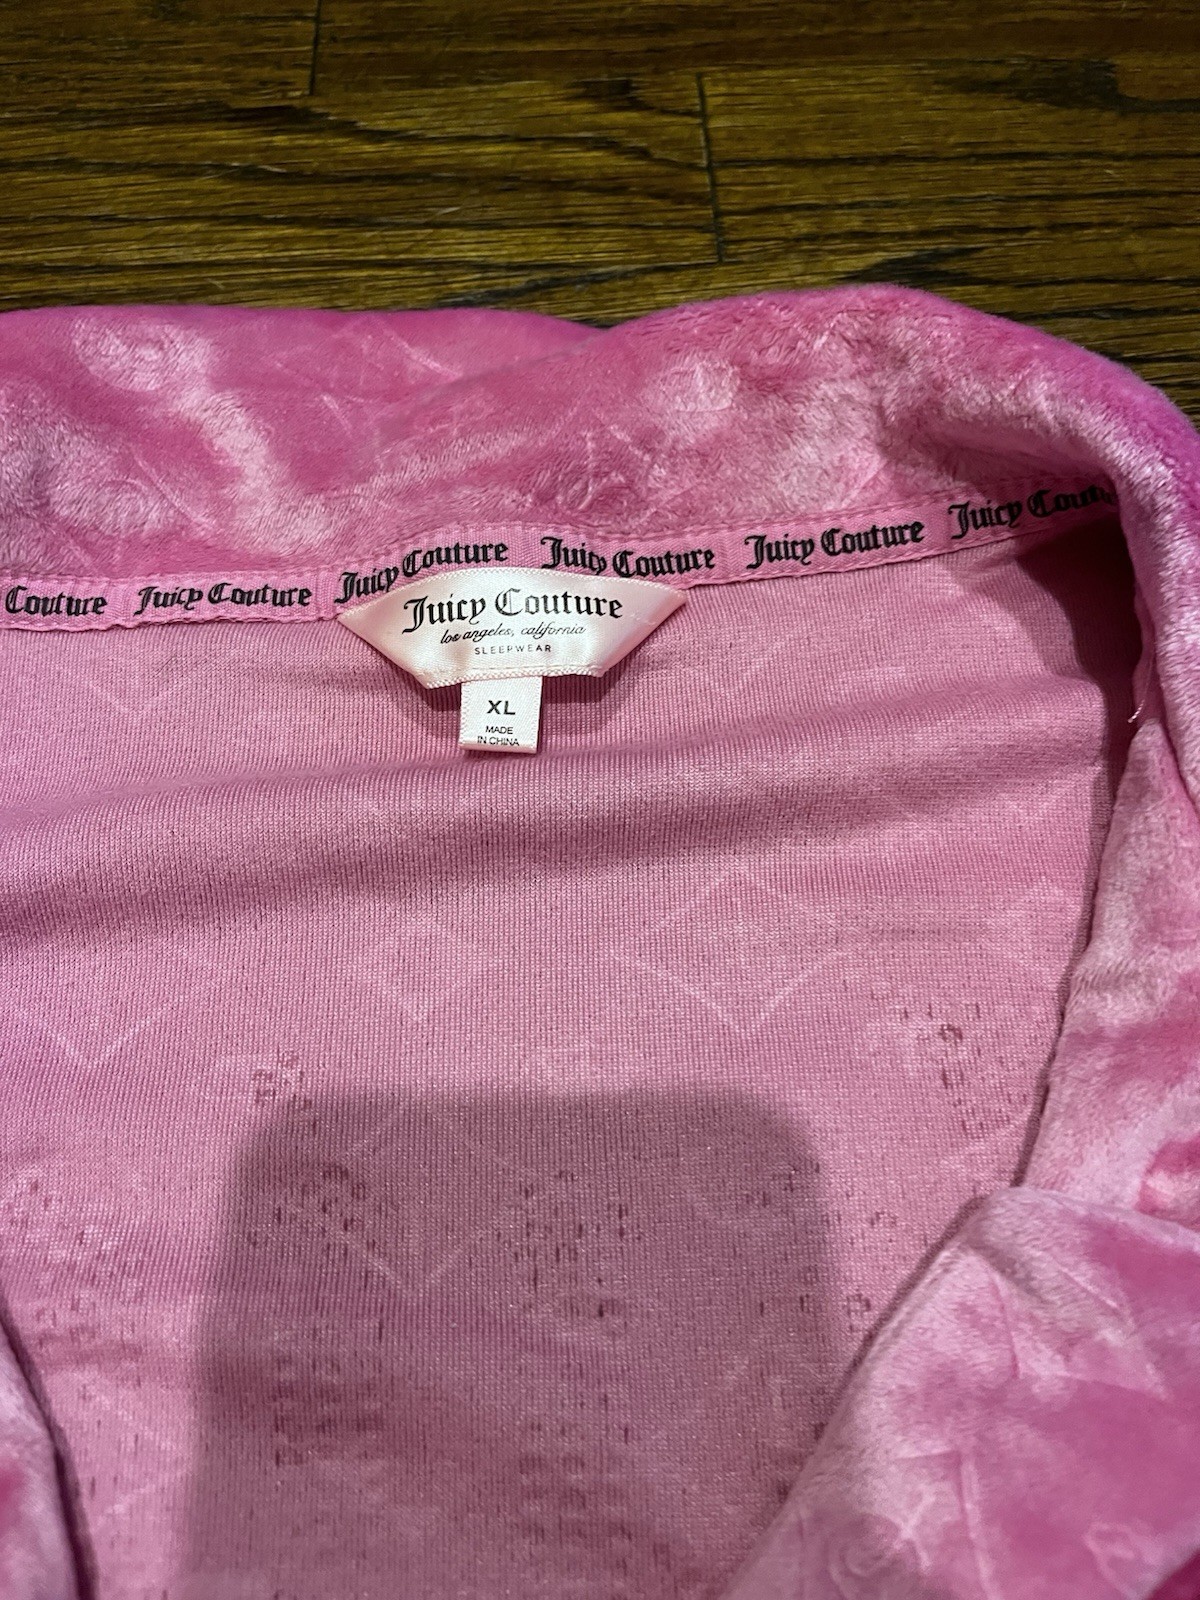 Couture Juicy Couture Juicy Couture Juicy Couture Juicy Couture Juicy Couture
Juicy Couture
los angeles, california
SLEEPWEAR
XL
MADE
IN CHINA